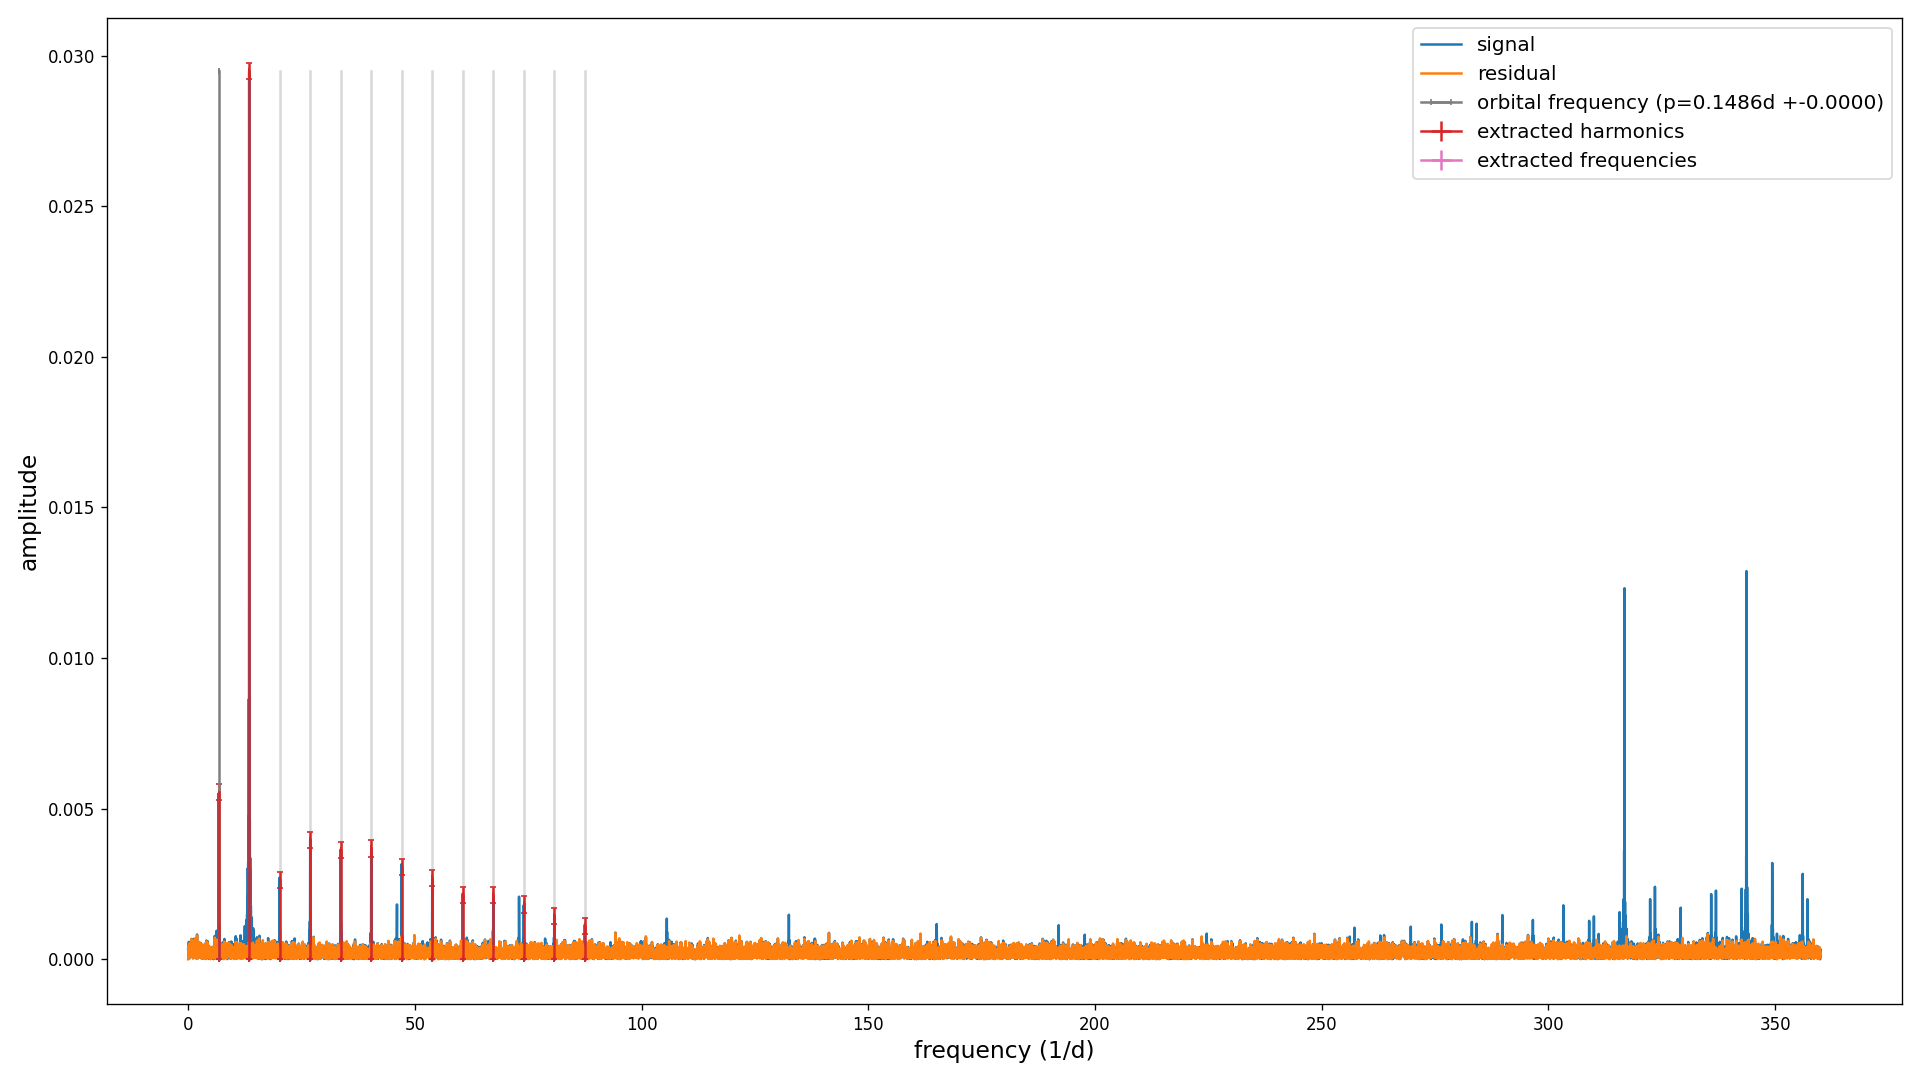 signal
residual
orbital frequency (p=0.1486d +-0.0000)
extracted harmonics
extracted frequencies
0.030
0.025
0.020
0.015
0.010
0.005
0.000
amplitude
0 50 100 150 200 250 300 350
frequency (1/d)